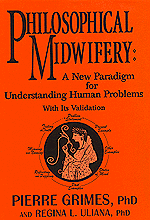 PHILOSOPHICAL
MIDWIFERY:
A New Paradigm
for
Understanding Human Problems
With Its Validation
PIERRE GRIMES, PHD
AND REGINA L. ULIANA, PHD